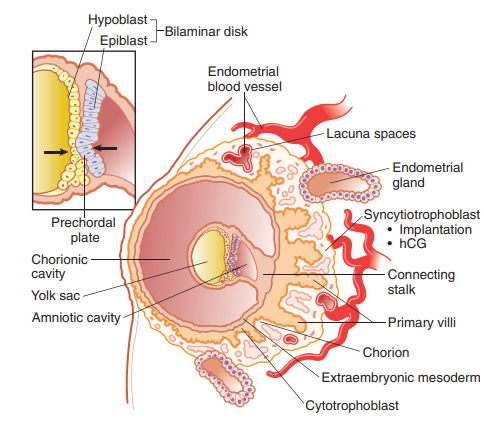 Hypoblast
Epiblast
Bilaminar disk
Endometrial
blood vessel
Lacuna spaces
Endometrial
gland
Syncytiotrophoblast
• Implantation
• hCG
Prechordal
plate
Chorionic
cavity
Yolk sac
Amniotic cavity
Connecting
stalk
Primary villi
Chorion
Extraembryonic mesoderm
Cytotrophoblast